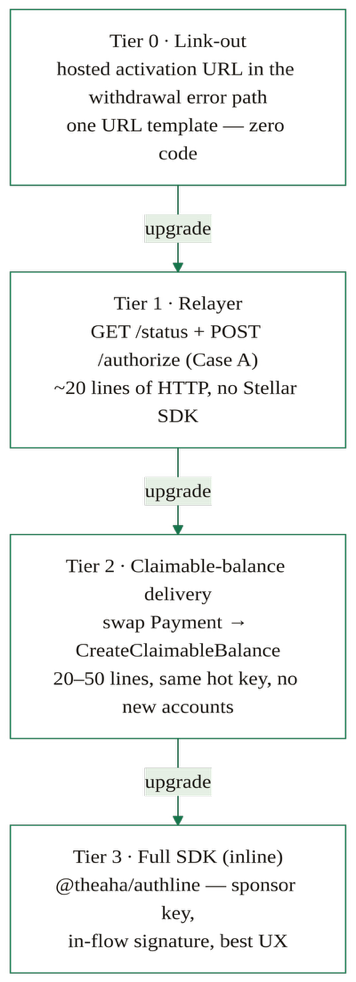 Tier 0 · Link-out
hosted activation URL in the
withdrawal error path
one URL template — zero
code
upgrade
Tier 1 · Relayer
GET /status + POST
/authorize (Case A)
~20 lines of HTTP, no Stellar
SDK
upgrade
Tier 2 · Claimable-balance
delivery
swap Payment →
CreateClaimableBalance
20–50 lines, same hot key, no
new accounts
upgrade
Tier 3 · Full SDK (inline)
@theaha/authline — sponsor
key,
in-flow signature, best UX